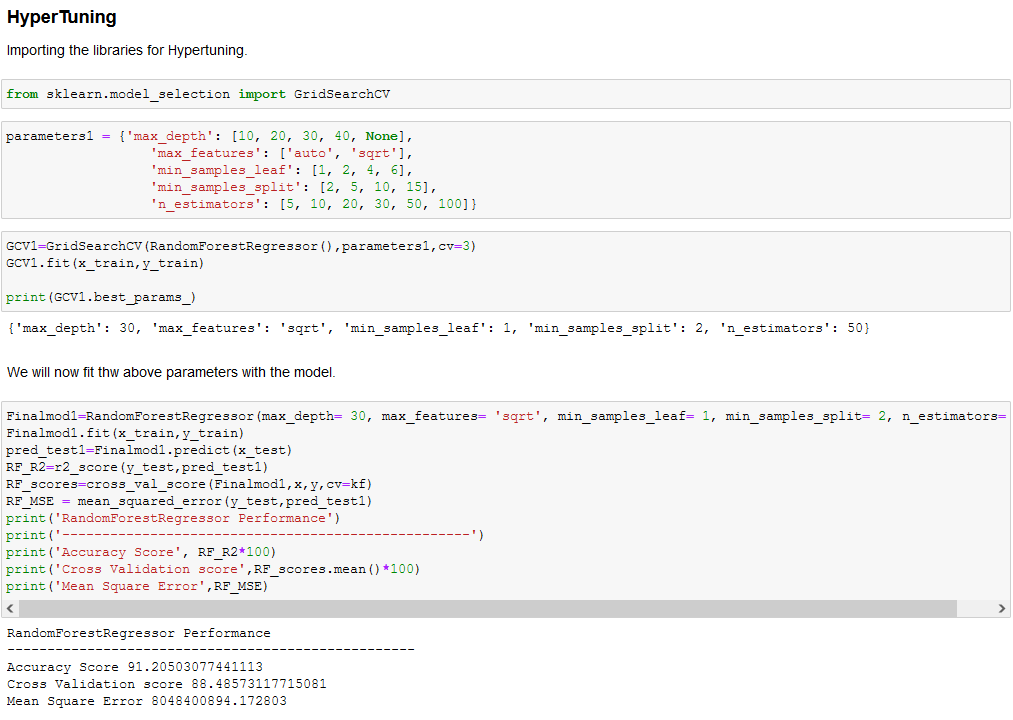 HyperTuning
Importing the libraries for Hypertuning.
from sklearn.model_selection import GridSearchCV
parameters1 = {'max_depth': [10, 20, 30, 40, None],
'max_features': ['auto', 'sqrt'],
'min_samples_leaf': [1, 2, 4, 6],
'min_samples_split': [2, 5, 10, 15],
'n_estimators': [5, 10, 20, 30, 50, 100]}
GCV1=GridSearchCV(RandomForestRegressor(),parameters1,cv=3)
GCV1.fit(x_train,y_train)
print(GCV1.best_params_)
{'max_depth': 30, 'max_features': 'sqrt', 'min_samples_leaf': 1, 'min_samples_split': 2, 'n_estimators': 50}
We will now fit thw above parameters with the model.
Finalmod1=RandomForestRegressor(max_depth= 30, max_features= 'sqrt', min_samples_leaf= 1, min_samples_split= 2, n_estimators=
Finalmod1.fit(x_train,y_train)
pred_test1=Finalmod1.predict(x_test)
RF_R2=r2_score(y_test,pred_test1)
RF_scores=cross_val_score(Finalmod1,x,y,cv=kf)
RF_MSE = mean_squared_error(y_test,pred_test1)
print('RandomForestRegressor Performance')
print('---------------------------------------------------')
print('Accuracy Score', RF_R2*100)
print('Cross Validation score',RF_scores.mean()*100)
print('Mean Square Error',RF_MSE)
RandomForestRegressor Performance
---------------------------------------------------
Accuracy Score 91.20503077441113
Cross Validation score 88.48573117715081
Mean Square Error 8048400894.172803